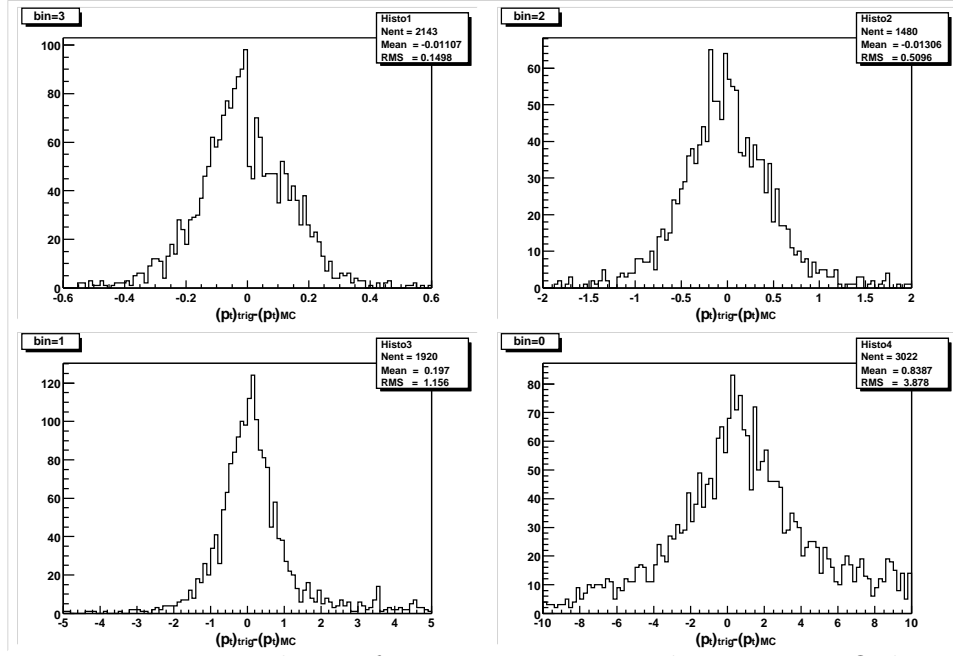 bin=3
Histo1
Nent = 2143
Mean = -0.01107
RMS = 0.1498
100
80
60
40
20
0
-0.6 -0.4 -0.2 0 0.2 0.4 0.6
(pt)trig-(pt)MC
bin=2
Histo2
Nent = 1480
Mean = -0.01306
RMS = 0.5096
60
50
40
30
20
10
0
-2 -1.5 -1 -0.5 0 0.5 1 1.5 2
(pt)trig-(pt)MC
bin=1
Histo3
Nent = 1920
Mean = 0.197
RMS = 1.156
120
100
80
60
40
20
0
-5 -4 -3 -2 -1 0 1 2 3 4 5
(pt)trig-(pt)MC
bin=0
Histo4
Nent = 3022
Mean = 0.8387
RMS = 3.878
80
70
60
50
40
30
20
10
0
-10 -8 -6 -4 -2 0 2 4 6 8 10
(pt)trig-(pt)MC